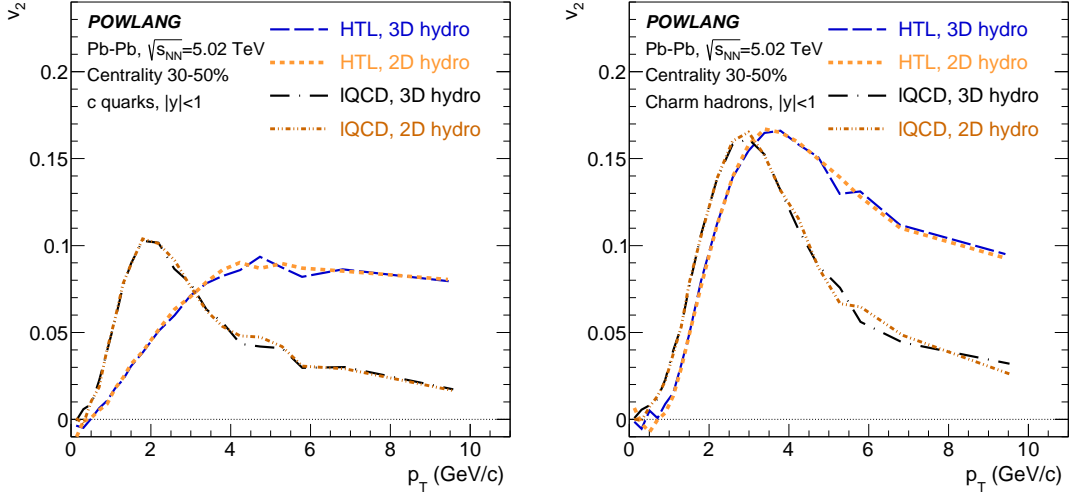 v₂
POWLANG
Pb-Pb, √s_NN=5.02 TeV
Centrality 30-50%
c quarks, |y|<1
HTL, 3D hydro
HTL, 2D hydro
lQCD, 3D hydro
lQCD, 2D hydro
0.2
0.15
0.1
0.05
0
0 2 4 6 8 10
p_T (GeV/c)
v₂
POWLANG
Pb-Pb, √s_NN=5.02 TeV
Centrality 30-50%
Charm hadrons, |y|<1
HTL, 3D hydro
HTL, 2D hydro
lQCD, 3D hydro
lQCD, 2D hydro
0.2
0.15
0.1
0.05
0
0 2 4 6 8 10
p_T (GeV/c)